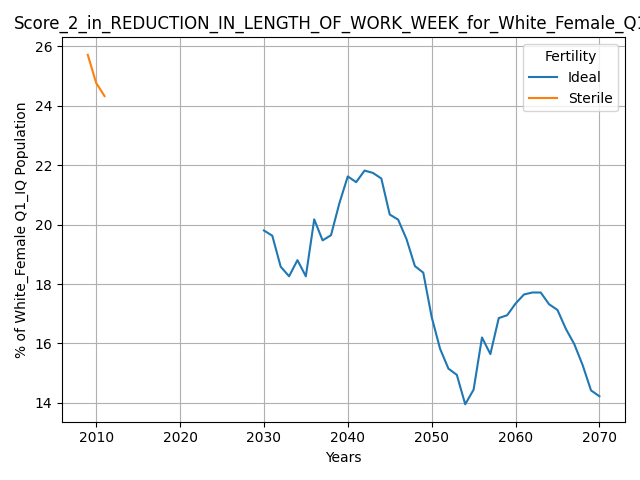 Score_2_in_REDUCTION_IN_LENGTH_OF_WORK_WEEK_for_White_Female_Q1
Fertility
Ideal
Sterile
% of White_Female Q1_IQ Population
26
24
22
20
18
16
14
2010
2020
2030
2040
2050
2060
2070
Years